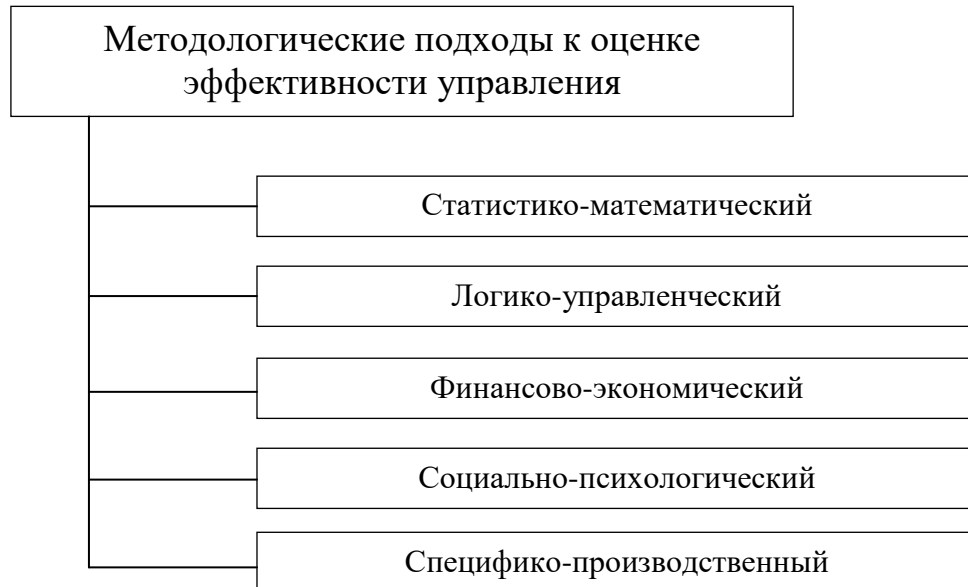 Методологические подходы к оценке
эффективности управления
Статистико-математический
Логико-управленческий
Финансово-экономический
Социально-психологический
Специфико-производственный